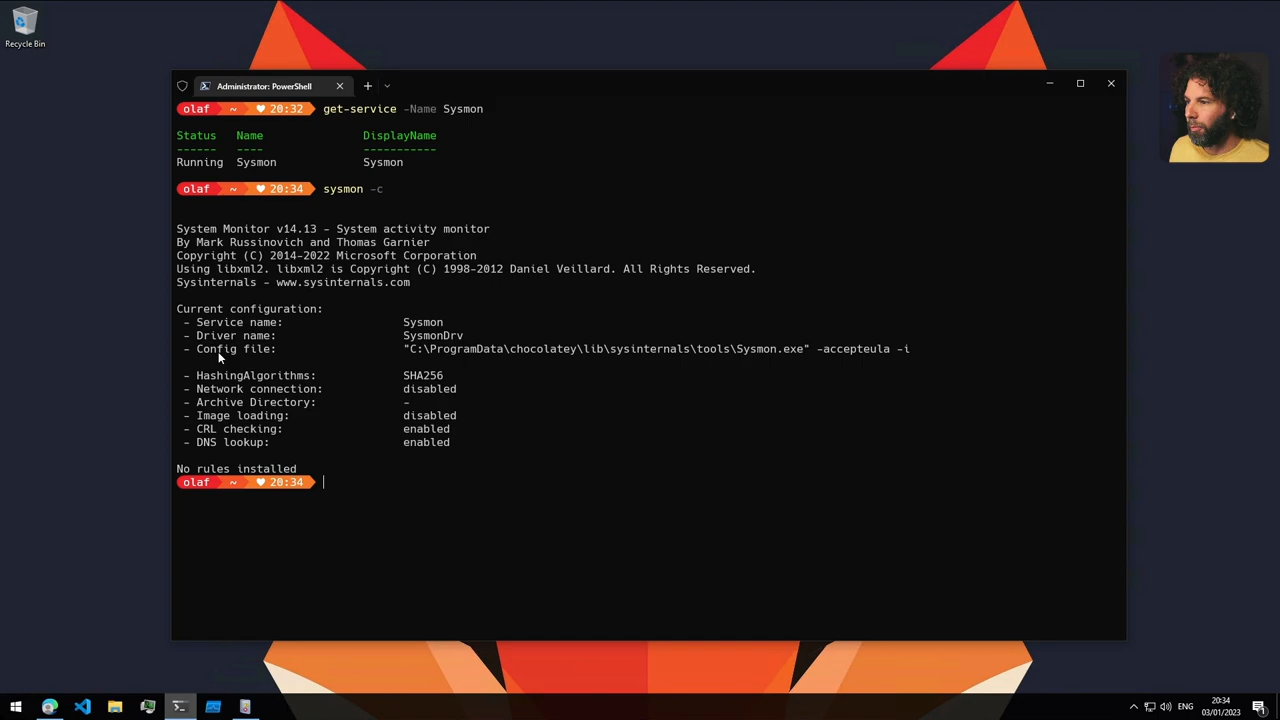 Recycle Bin
Administrator: PowerShell
olaf ~ ♥ 20:32 get-service -Name Sysmon
Status Name DisplayName
------ ---- -----------
Running Sysmon Sysmon
olaf ~ ♥ 20:34 sysmon -c
System Monitor v14.13 - System activity monitor
By Mark Russinovich and Thomas Garnier
Copyright (C) 2014-2022 Microsoft Corporation
Using libxml2. libxml2 is Copyright (C) 1998-2012 Daniel Veillard. All Rights Reserved.
Sysinternals - www.sysinternals.com
Current configuration:
- Service name: Sysmon
- Driver name: SysmonDrv
- Config file: "C:\ProgramData\chocolatey\lib\sysinternals\tools\Sysmon.exe" -accepteula -i
- HashingAlgorithms: SHA256
- Network connection: disabled
- Archive Directory: -
- Image loading: disabled
- CRL checking: enabled
- DNS lookup: enabled
No rules installed
olaf ~ ♥ 20:34
ENG
20:34
03/01/2023
1